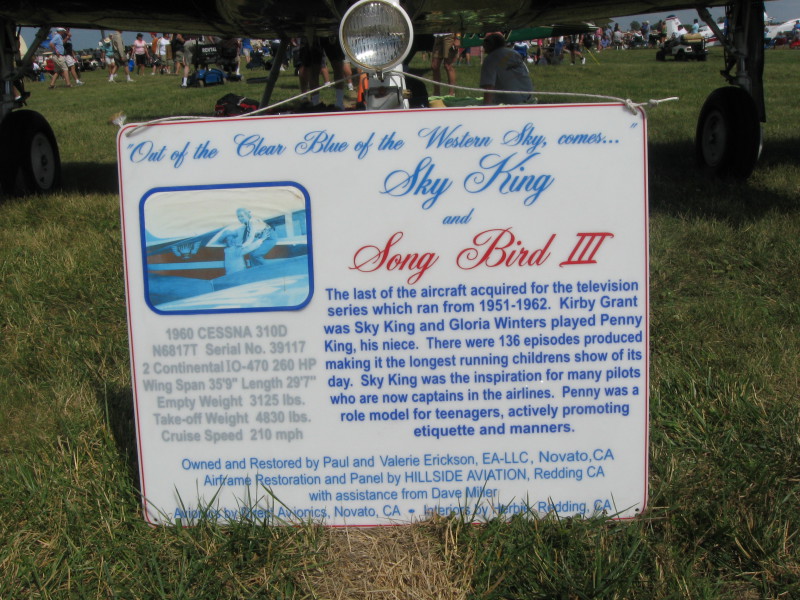 "Out of the Clear Blue of the Western Sky, comes... "
Sky King
and
Song Bird III
The last of the aircraft acquired for the television
series which ran from 1951-1962. Kirby Grant
was Sky King and Gloria Winters played Penny
King, his niece. There were 136 episodes produced
making it the longest running childrens show of its
day. Sky King was the inspiration for many pilots
who are now captains in the airlines. Penny was a
role model for teenagers, actively promoting
etiquette and manners.
1960 CESSNA 310D
N6817T Serial No. 39117
2 Continental IO-470 260 HP
Wing Span 35'9" Length 29'7"
Empty Weight 3125 lbs.
Take-off Weight 4830 lbs.
Cruise Speed 210 mph
Owned and Restored by Paul and Valerie Erickson, EA-LLC, Novato,CA
Airframe Restoration and Panel by HILLSIDE AVIATION, Redding CA
with assistance from Dave Miller
Avionics by Avionics, Novato, CA • Interiors by Herbie, Redding, CA